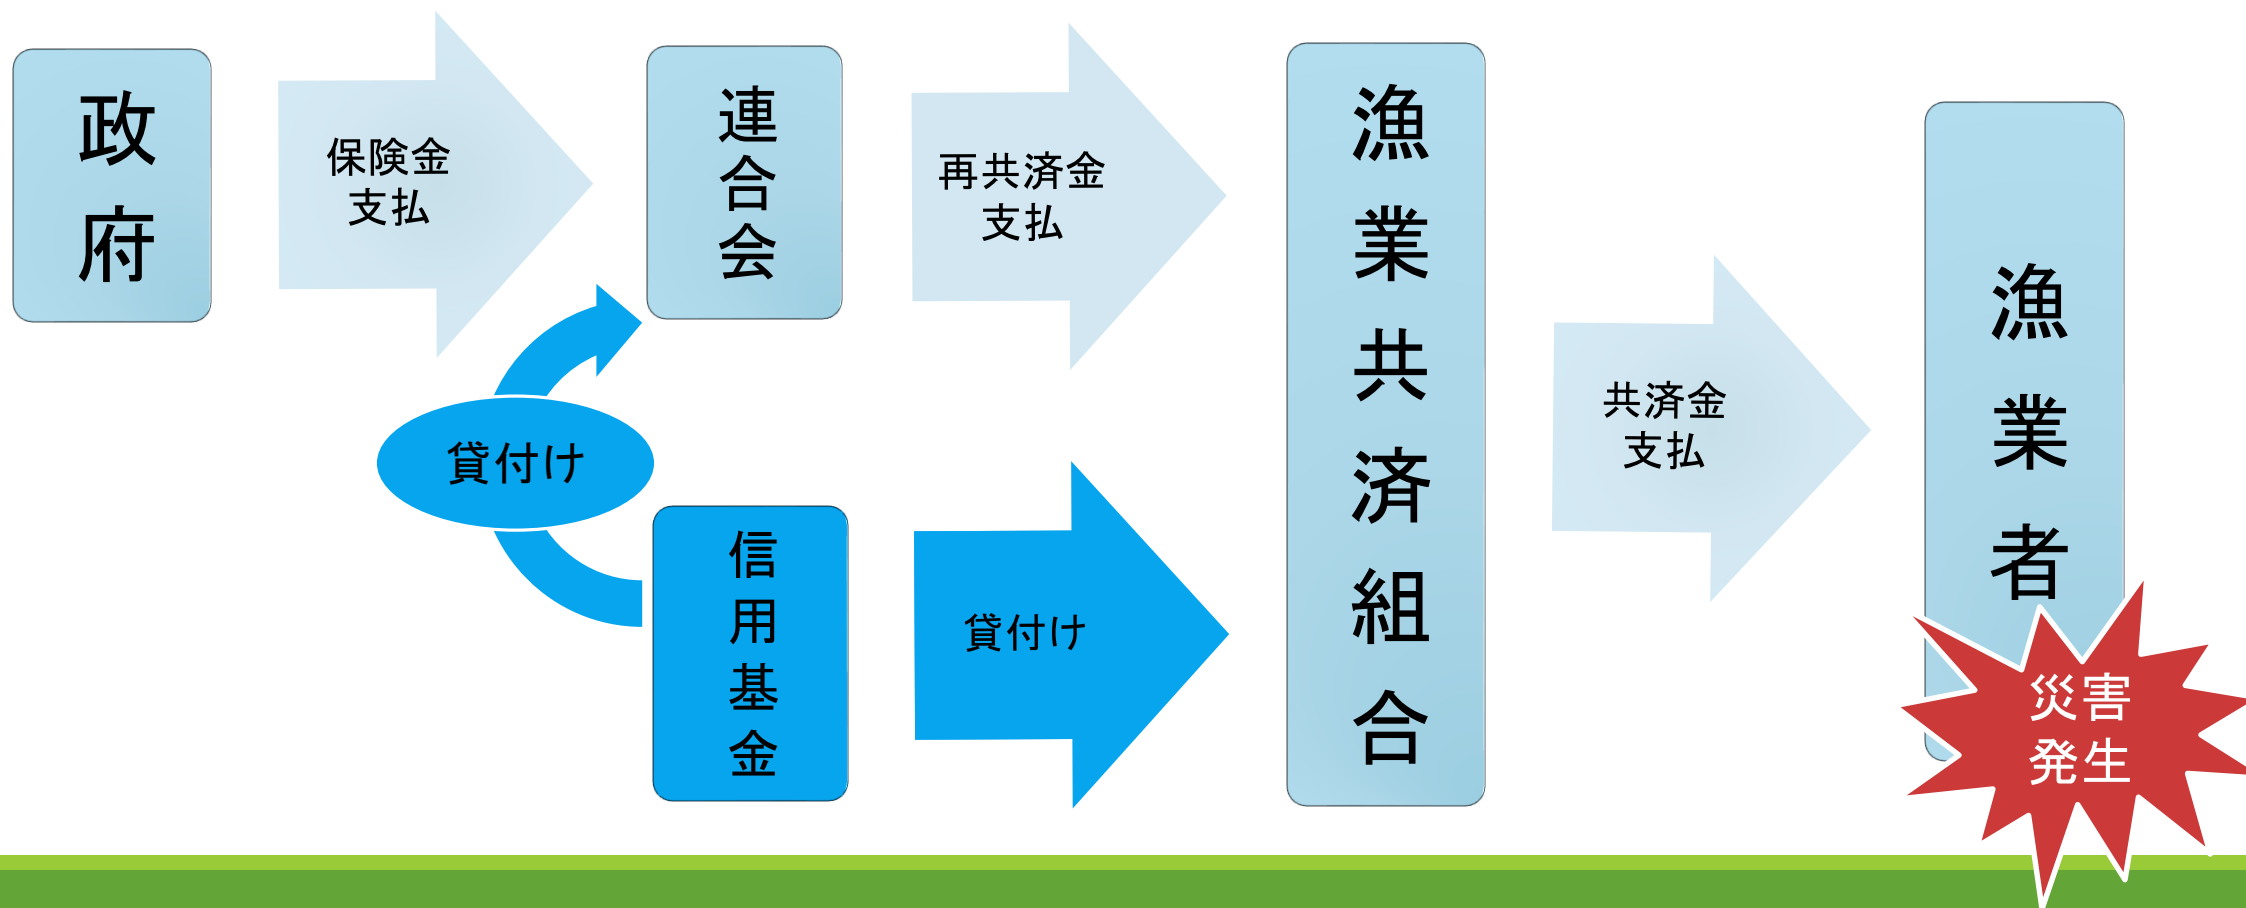 政府
保険金
支払
連合会
再共済金
支払
漁業共済組合
共済金
支払
漁業者
貸付け
信用基金
貸付け
災害
発生